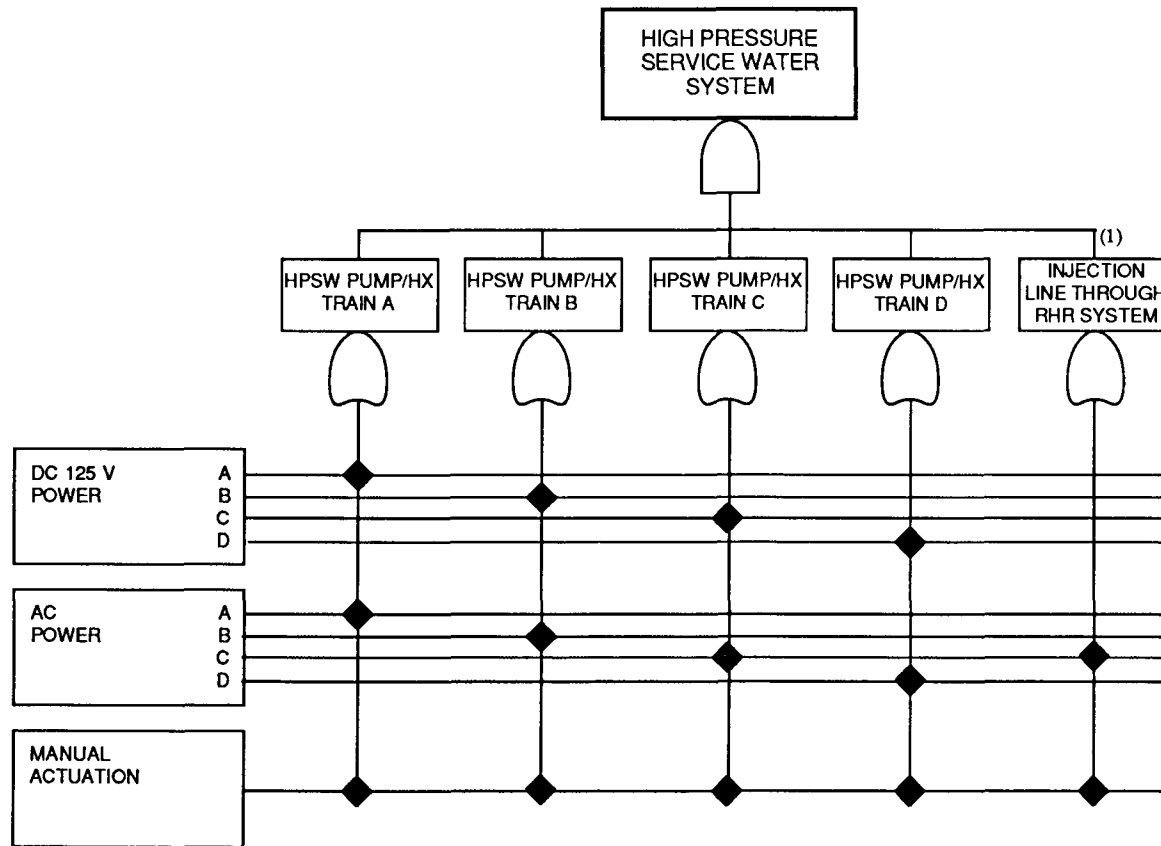 HIGH PRESSURE
SERVICE WATER
SYSTEM
(1)
HPSW PUMP/HX
TRAIN A
HPSW PUMP/HX
TRAIN B
HPSW PUMP/HX
TRAIN C
HPSW PUMP/HX
TRAIN D
INJECTION
LINE THROUGH
RHR SYSTEM
DC 125 V
POWER
A
B
C
D
AC
POWER
A
B
C
D
MANUAL
ACTUATION